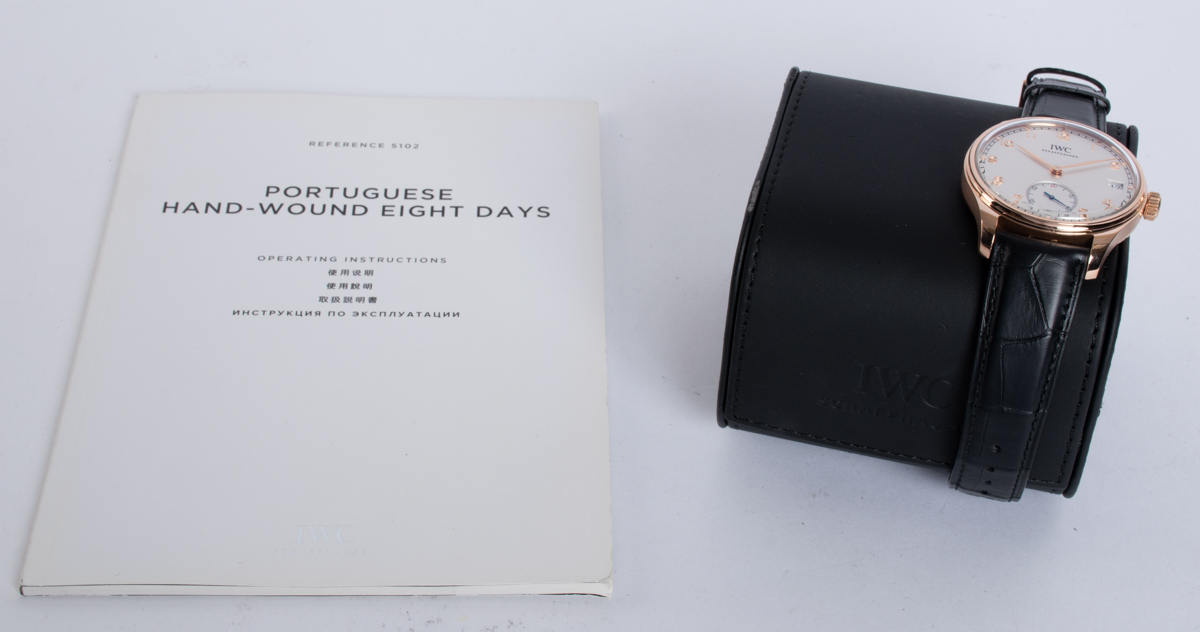 REFERENCE 5102
PORTUGUESE
HAND-WOUND EIGHT DAYS
OPERATING INSTRUCTIONS
使用说明
使用說明
取扱説明書
ИНСТРУКЦИЯ ПО ЭКСПЛУАТАЦИИ
IWC
IWC
IWC